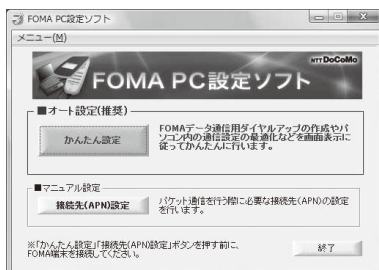 FOMA PC設定ソフト
メニュー(M)
NTT DoCoMo
FOMA PC設定ソフト
■オート設定(推奨)
かんたん設定
FOMAデータ通信用ダイヤルアップの作成やパ
ソコン内の通信設定の最適化などを画面表示に
従ってかんたんに行います。
■マニュアル設定
接続先(APN)設定
パケット通信を行う際に必要な接続先(APN)の設定
を行います。
※「かんたん設定」「接続先(APN)設定」ボタンを押す前に、
FOMA端末を接続してください。
終了